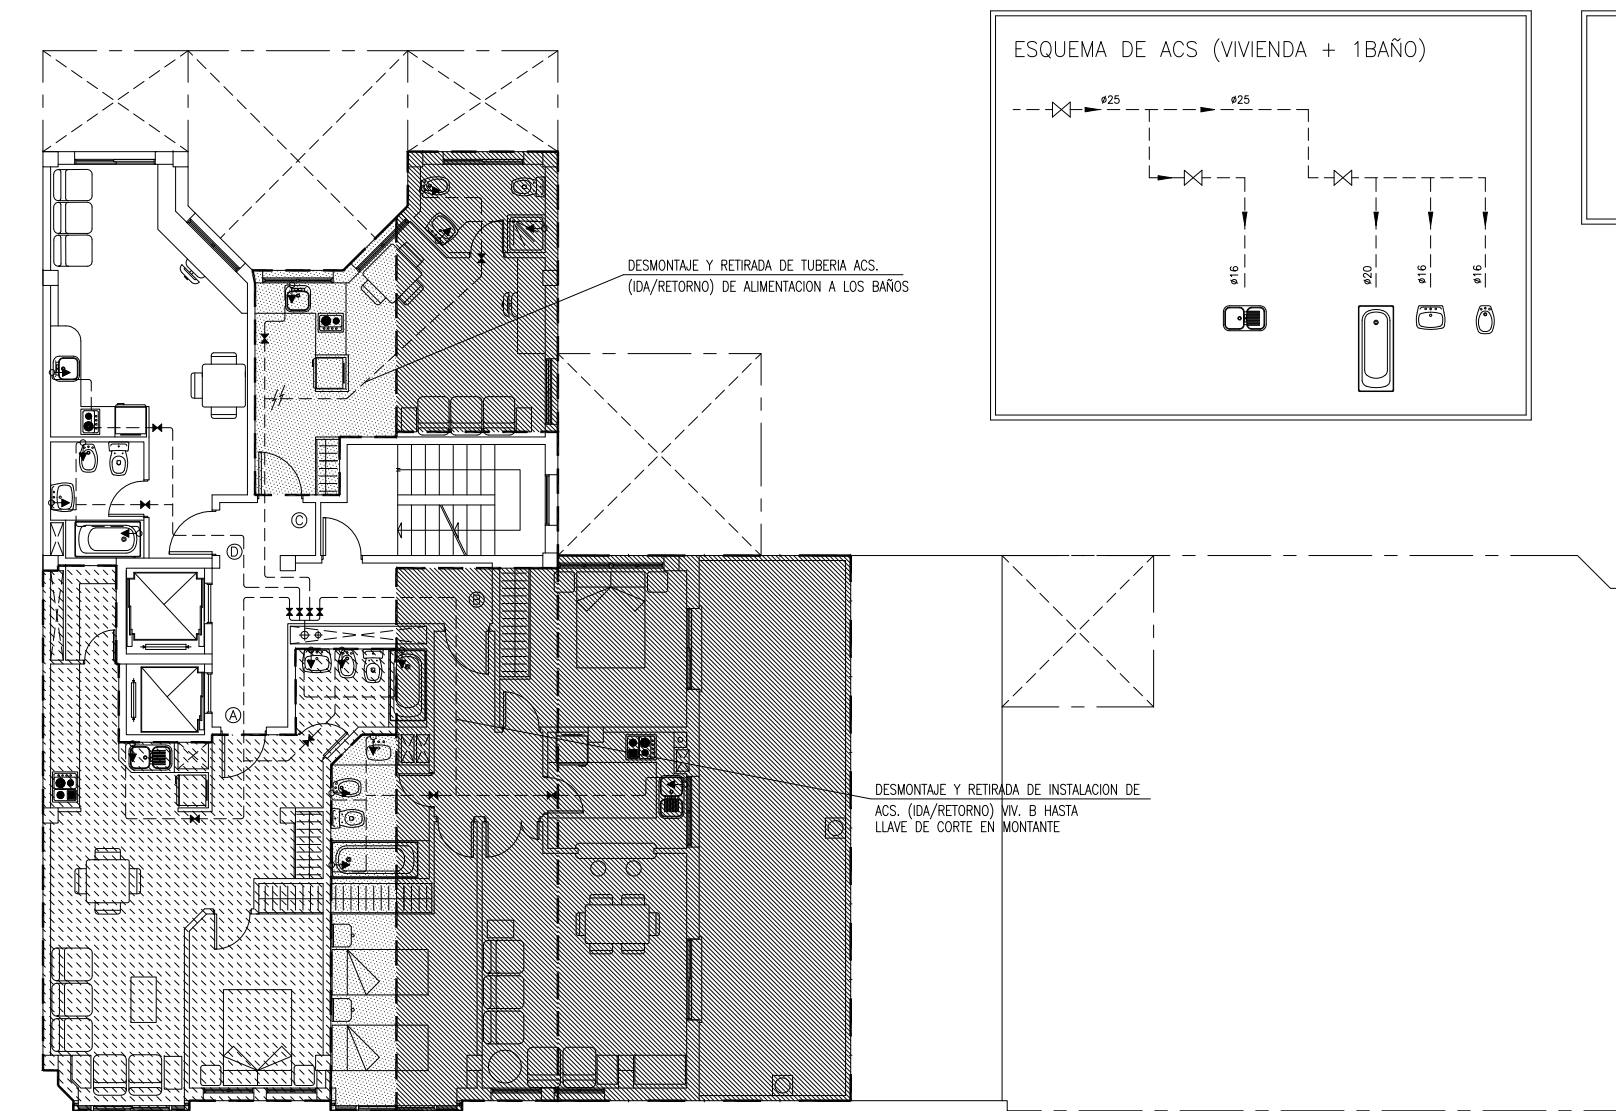 ESQUEMA DE ACS (VIVIENDA + 1BAÑO)
ø25
ø25
ø16
ø20
ø16
ø16
DESMONTAJE Y RETIRADA DE TUBERIA ACS.
(IDA/RETORNO) DE ALIMENTACION A LOS BAÑOS
C
D
B
A
DESMONTAJE Y RETIRADA DE INSTALACION DE
ACS. (IDA/RETORNO) VIV. B HASTA
LLAVE DE CORTE EN MONTANTE